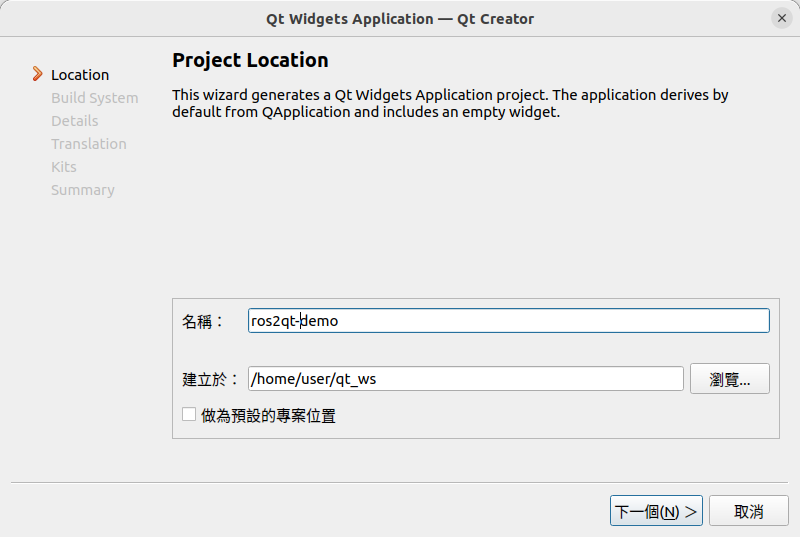 Qt Widgets Application — Qt Creator
Location
Build System
Details
Translation
Kits
Summary
Project Location
This wizard generates a Qt Widgets Application project. The application derives by
default from QApplication and includes an empty widget.
名稱：
ros2qt-demo
建立於：
/home/user/qt_ws
瀏覽...
做為預設的專案位置
下一個(N) >
取消